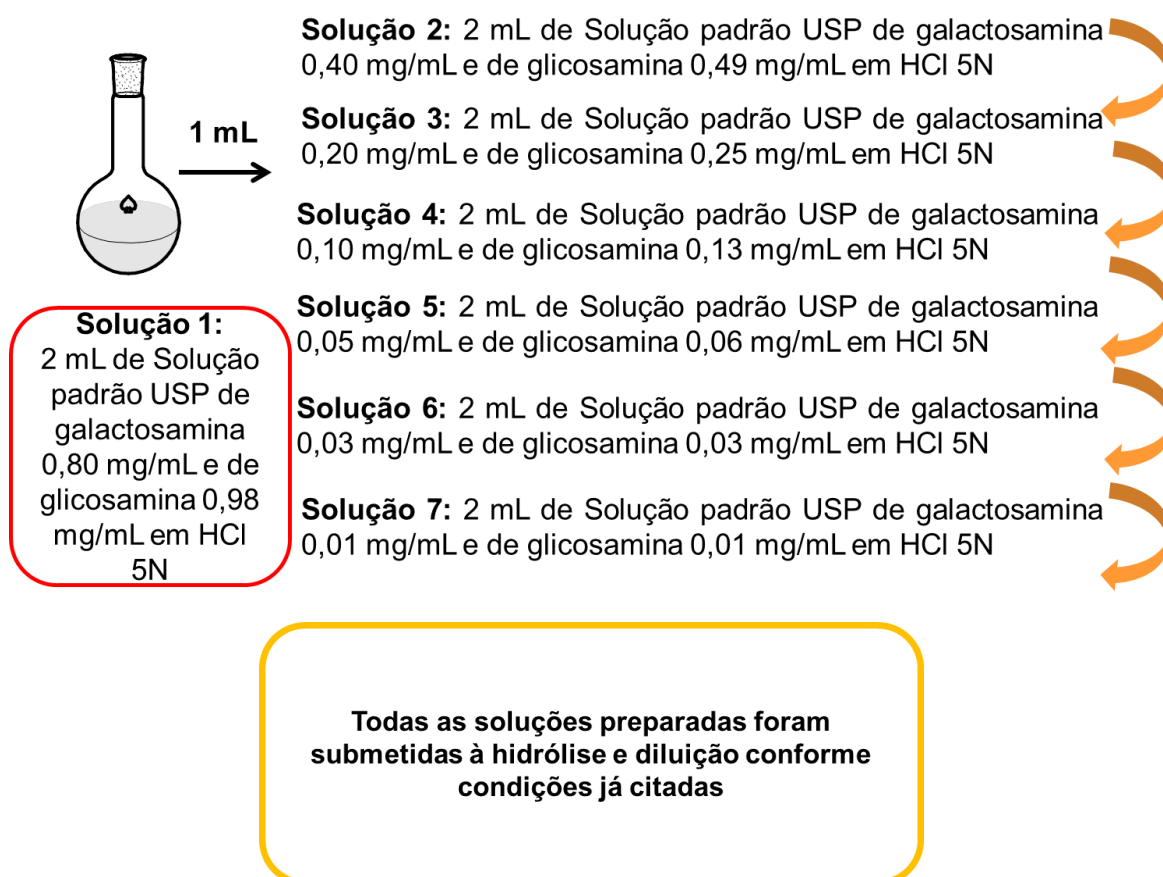 Solução 2: 2 mL de Solução padrão USP de galactosamina
0,40 mg/mL e de glicosamina 0,49 mg/mL em HCl 5N
1 mL
Solução 3: 2 mL de Solução padrão USP de galactosamina
0,20 mg/mL e de glicosamina 0,25 mg/mL em HCl 5N
Solução 4: 2 mL de Solução padrão USP de galactosamina
0,10 mg/mL e de glicosamina 0,13 mg/mL em HCl 5N
Solução 5: 2 mL de Solução padrão USP de galactosamina
0,05 mg/mL e de glicosamina 0,06 mg/mL em HCl 5N
Solução 6: 2 mL de Solução padrão USP de galactosamina
0,03 mg/mL e de glicosamina 0,03 mg/mL em HCl 5N
Solução 7: 2 mL de Solução padrão USP de galactosamina
0,01 mg/mL e de glicosamina 0,01 mg/mL em HCl 5N
Solução 1:
2 mL de Solução
padrão USP de
galactosamina
0,80 mg/mL e de
glicosamina 0,98
mg/mL em HCl
5N
Todas as soluções preparadas foram
submetidas à hidrólise e diluição conforme
condições já citadas